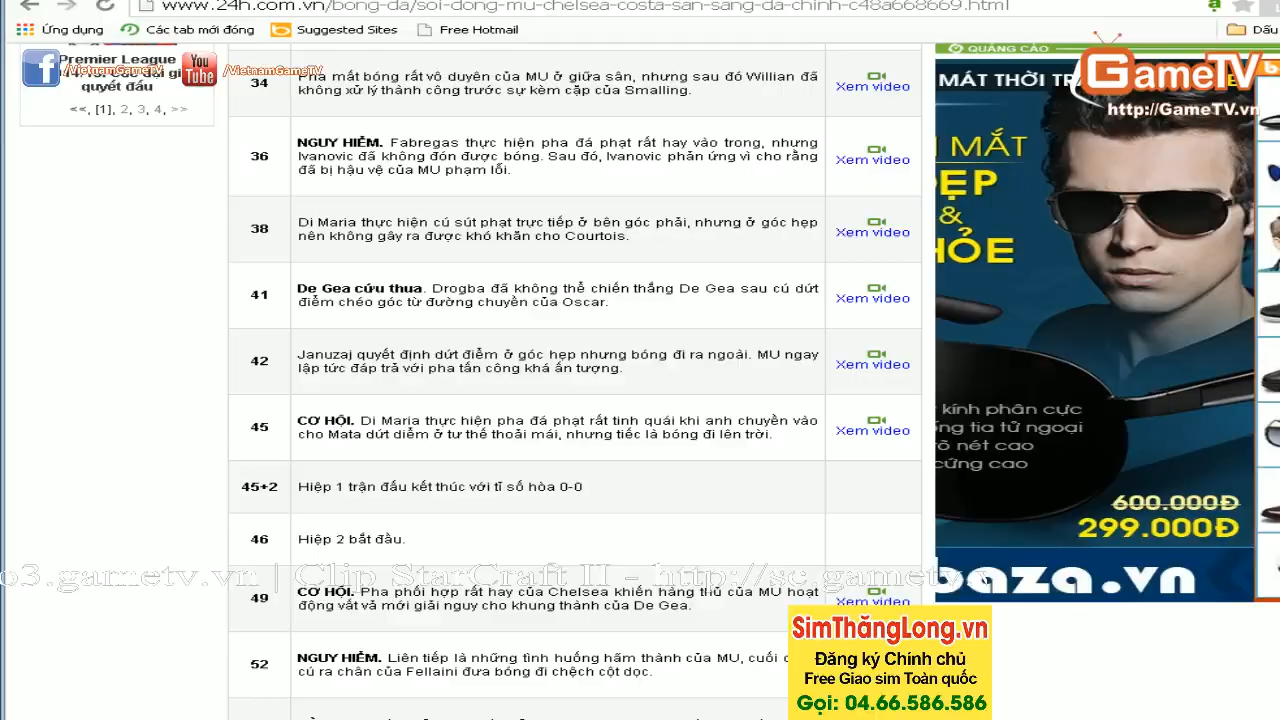 www.24h.com.vn/bong-da/soi-dong-mu-chelsea-costa-san-sang-da-chinh-c48a668669.html
Ứng dụng
Các tab mới đóng
Suggested Sites
Free Hotmail
Dấu
Premier League
/VietnamGameTV
You Tube
/VietnamGameTV
quyết đấu
<<, [1], 2, 3, 4, >>
34
mất bóng rất vô duyên của MU ở giữa sân, nhưng sau đó Willian đã
không xử lý thành công trước sự đeo cặp của Smalling.
Xem video
36
NGUY HIỂM. Fabregas thực hiện pha đá phạt rất hay vào trong, nhưng
Ivanovic đã không đón được bóng. Sau đó, Ivanovic phản ứng vì cho rằng
đã bị hậu vệ của MU phạm lỗi.
Xem video
38
Di Maria thực hiện cú sút phạt trực tiếp ở bên góc phải, nhưng ở góc hẹp
nên không gây ra được khó khăn cho Courtois.
Xem video
41
De Gea cứu thua. Drogba đã không thể chiến thắng De Gea sau cú dứt
điểm chéo góc từ đường chuyền của Oscar.
Xem video
42
Januzaj quyết định dứt điểm ở góc hẹp nhưng bóng đi ra ngoài. MU ngay
lập tức đáp trả với pha tấn công khá ấn tượng.
Xem video
45
CƠ HỘI. Di Maria thực hiện pha đá phạt rất tinh quái khi anh chuyền vào
cho Mata dứt diểm ở tư thế thoải mái, nhưng tiếc là bóng đi lên trời.
Xem video
45+2
Hiệp 1 trận đấu kết thúc với tỉ số hòa 0-0
46
Hiệp 2 bắt đầu.
o3.gametv.vn | Clip StarCraft II - http://sc.gametv.v
49
CƠ HỘI. Pha phối hợp rất hay của Chelsea khiến hàng thủ của MU hoạt
động vất vả mới giải nguy cho khung thành của De Gea.
Xem video
52
NGUY HIỂM. Liên tiếp là những tình huống hãm thành của MU, cuối
cú ra chân của Fellaini đưa bóng đi chệch cột dọc.
QUẢNG CÁO
MÁT THỜI TR
GameTV
http://GameTV.vn
MẮT
ĐẸP
&
KHỎE
kính phân cực
tia tử ngoại
rõ nét cao
cứng cao
600.000Đ
299.000Đ
baza.vn
SimThăngLong.vn
Đăng ký Chính chủ
Free Giao sim Toàn quốc
Gọi: 04.66.586.586